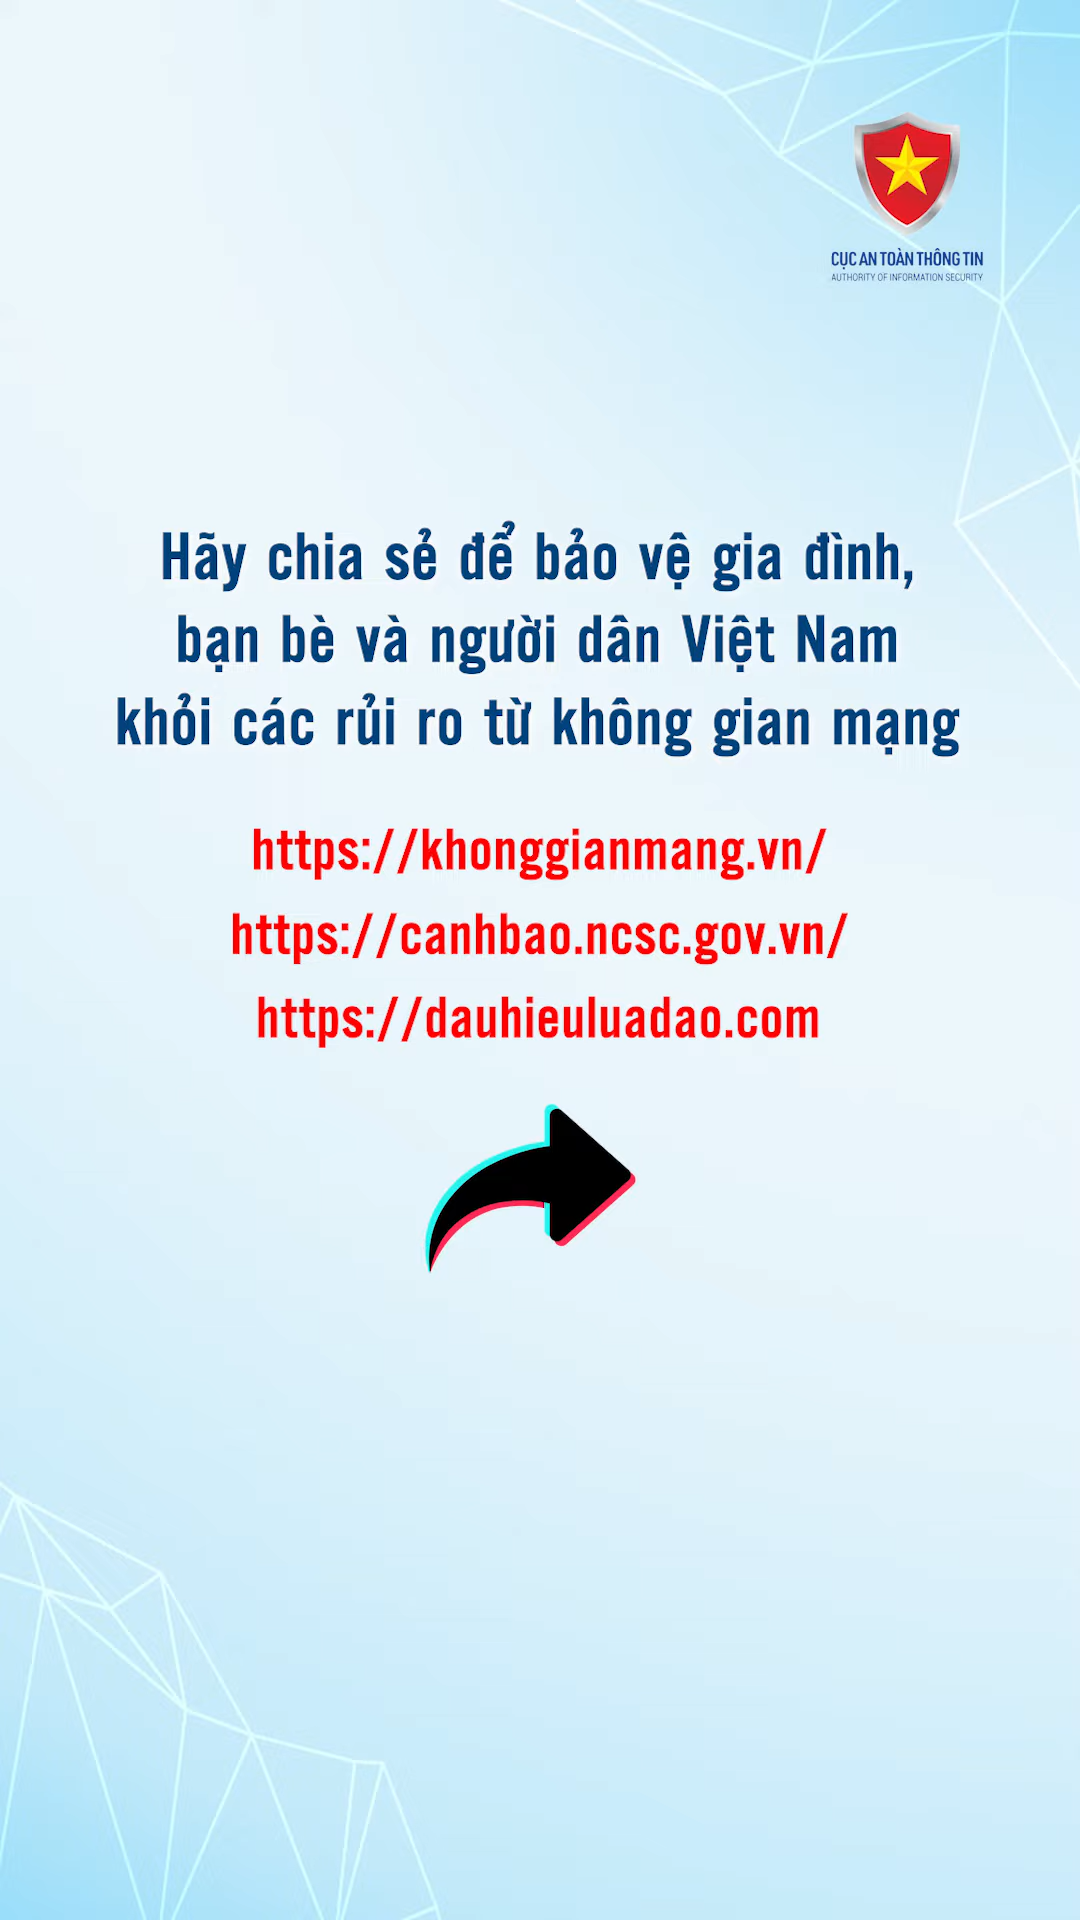 CỤC AN TOÀN THÔNG TIN
AUTHORITY OF INFORMATION SECURITY
Hãy chia sẻ để bảo vệ gia đình,
bạn bè và người dân Việt Nam
khỏi các rủi ro từ không gian mạng
https://khonggianmang.vn/
https://canhbao.ncsc.gov.vn/
https://dauhieuluadao.com